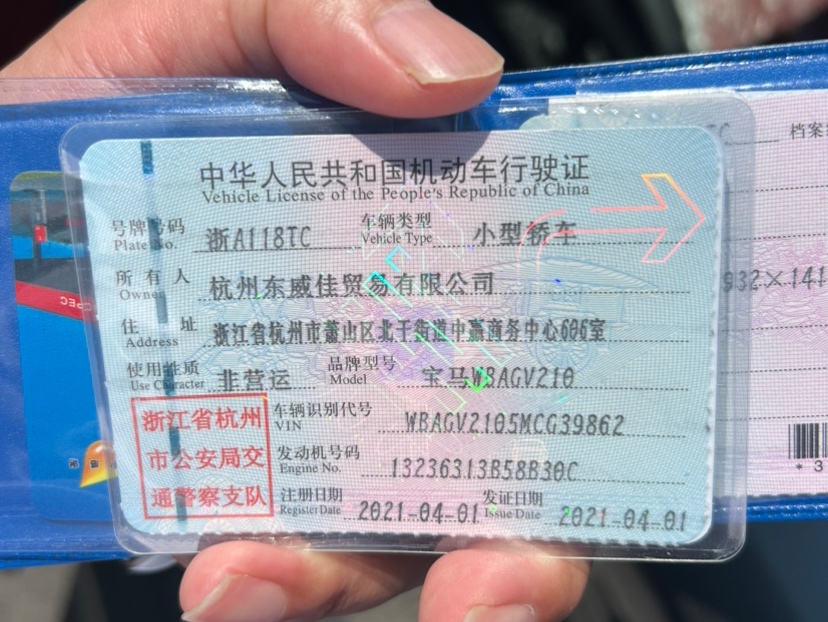 中华人民共和国机动车行驶证
Vehicle License of the People's Republic of China
号牌号码 浙A118TC 车辆类型 小型轿车
Plate No. Vehicle Type
所有人 杭州东威佳贸易有限公司
Owner
住址 浙江省杭州市萧山区北干街道中赢商务中心606室
Address
使用性质 非营运 品牌型号 宝马WBAGV210
Use Character Model
浙江省杭州
市公安局交
通警察支队
车辆识别代号 WBAGV2105MCG39862
VIN
发动机号码 13236313B58B30C
Engine No.
注册日期 2021-04-01 发证日期 2021-04-01
Register Date Issue Date
档案
932×141
*3